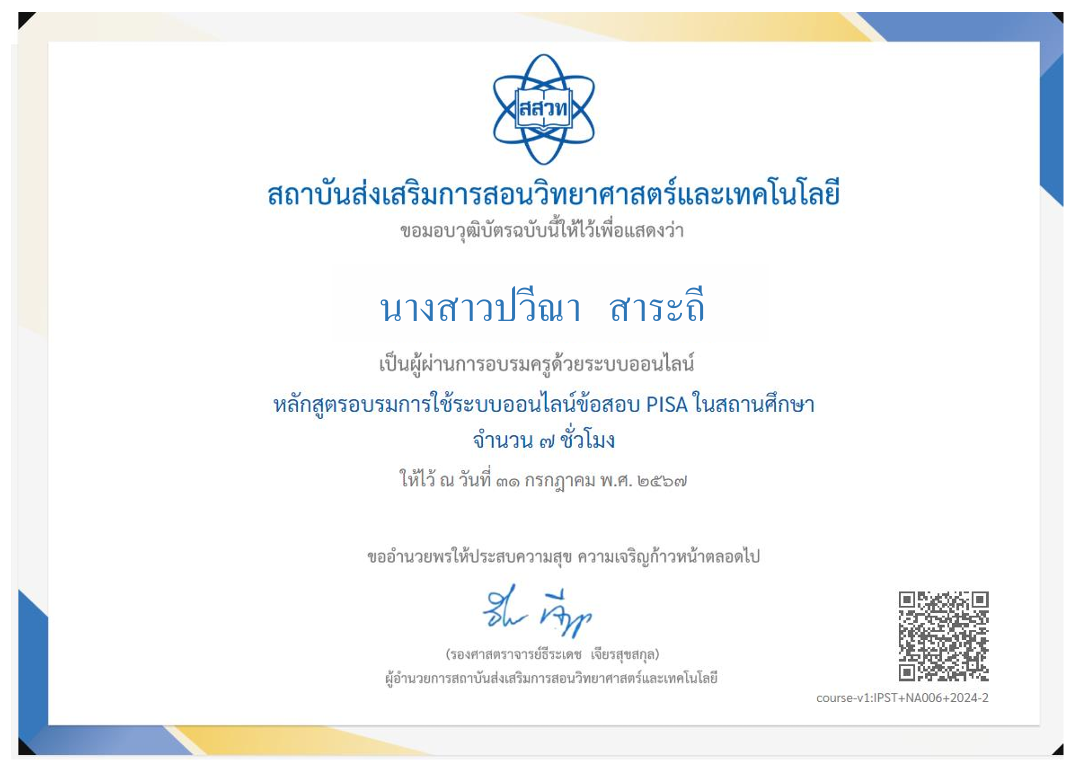 สสวท
สถาบันส่งเสริมการสอนวิทยาศาสตร์และเทคโนโลยี
ขอมอบวุฒิบัตรฉบับนี้ให้ไว้เพื่อแสดงว่า
นางสาวปวีณา สาระถี
เป็นผู้ผ่านการอบรมครูด้วยระบบออนไลน์
หลักสูตรอบรมการใช้ระบบออนไลน์ข้อสอบ PISA ในสถานศึกษา
จำนวน ๗ ชั่วโมง
ให้ไว้ ณ วันที่ ๓๑ กรกฎาคม พ.ศ. ๒๕๖๗
ขออำนวยพรให้ประสบความสุข ความเจริญก้าวหน้าตลอดไป
(รองศาสตราจารย์ธีระเดช เจียรสุขสกุล)
ผู้อำนวยการสถาบันส่งเสริมการสอนวิทยาศาสตร์และเทคโนโลยี
course-v1:IPST+NA006+2024-2